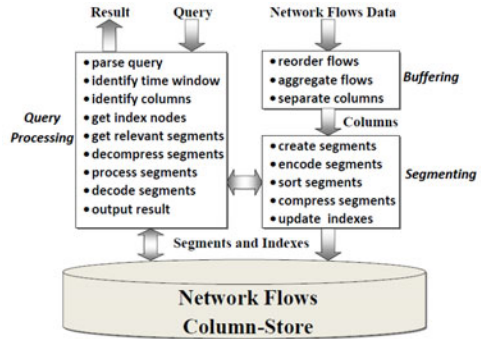 Result
Query
Network Flows Data
• parse query
• identify time window
• identify columns
• get index nodes
• get relevant segments
• decompress segments
• process segments
• decode segments
• output result
Query
Processing
• reorder flows
• aggregate flows
• separate columns
Buffering
Columns
• create segments
• encode segments
• sort segments
• compress segments
• update indexes
Segmenting
Segments and Indexes
Network Flows
Column-Store